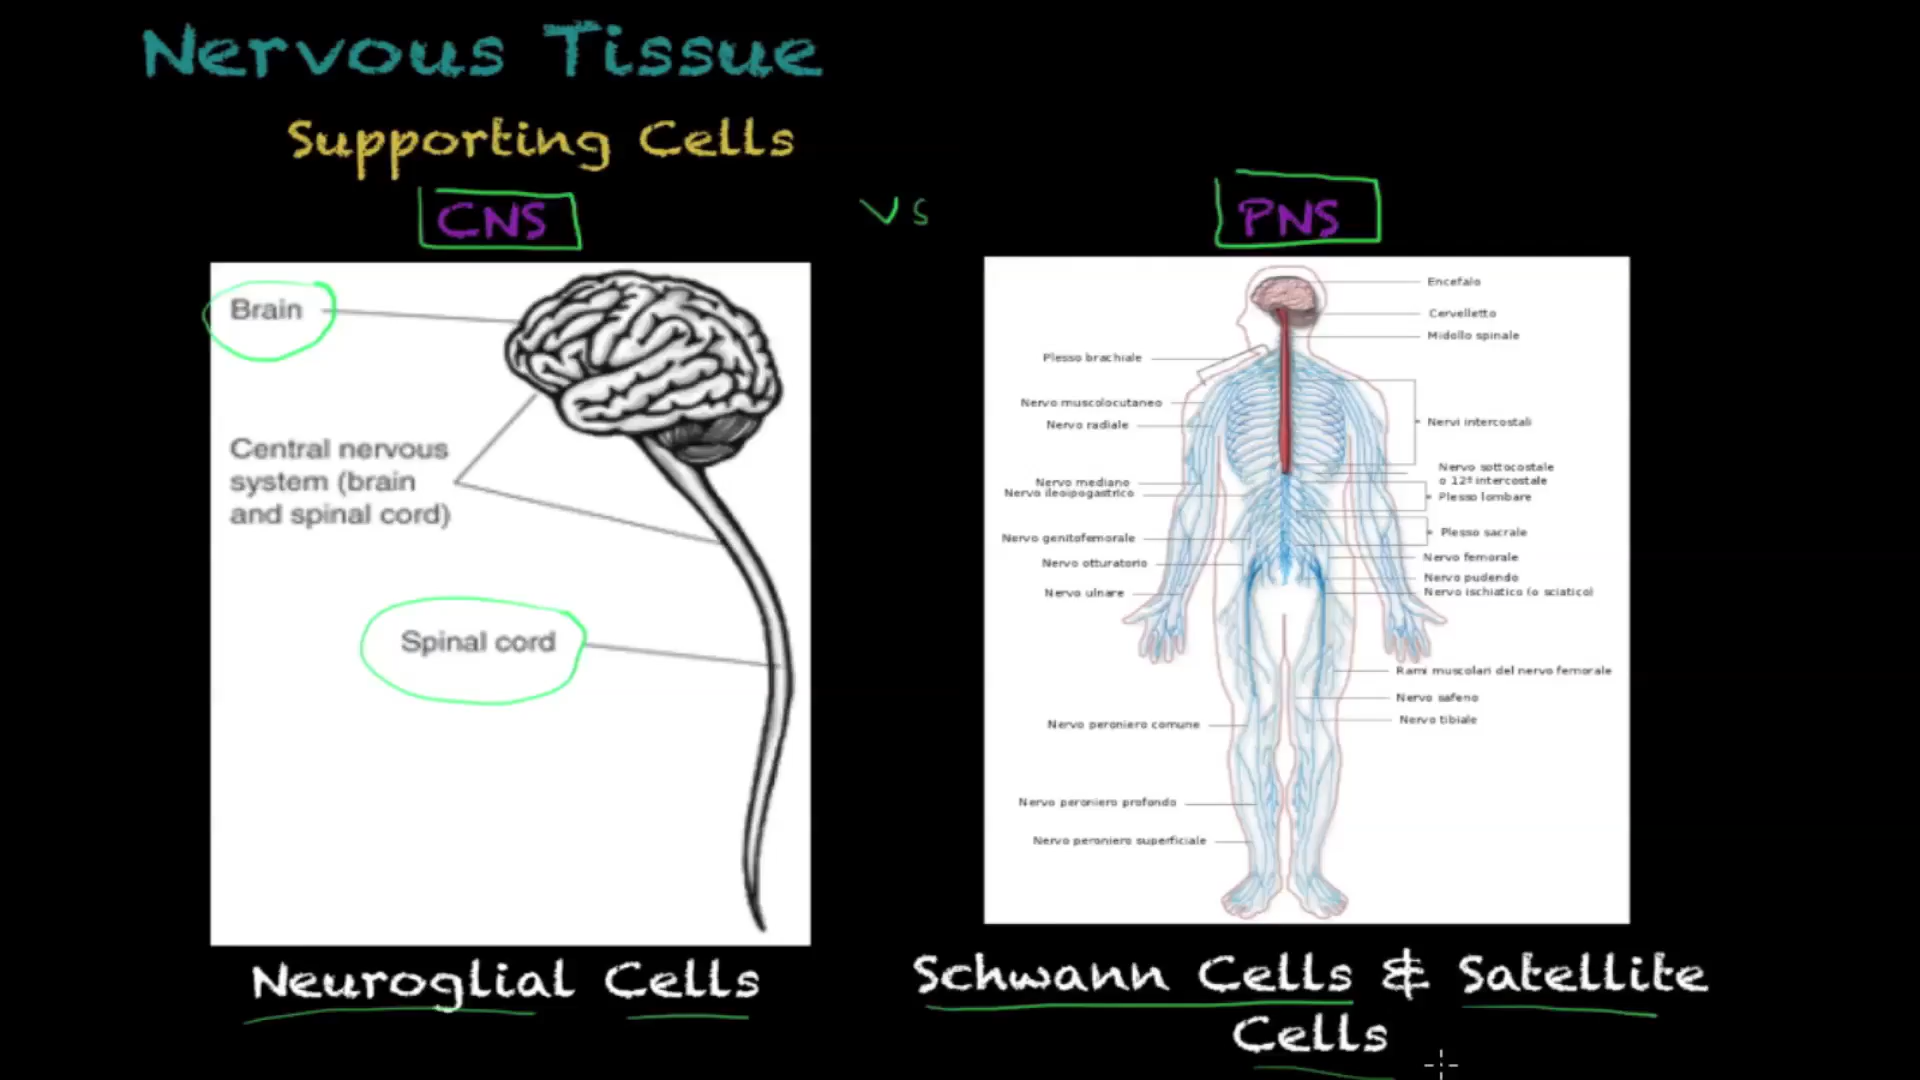 Nervous Tissue
Supporting Cells
CNS
vs
PNS
Brain
Central nervous
system (brain
and spinal cord)
Spinal cord
Encefalo
Cervelletto
Midollo spinale
Plesso brachiale
Nervo muscolocutaneo
Nervo radiale
Nervi intercostali
Nervo mediano
Nervo ileoipogastrico
Nervo sottocostale
o 12º intercostale
Plesso lombare
Nervo genitofemorale
Plesso sacrale
Nervo otturatorio
Nervo femorale
Nervo pudendo
Nervo ulnare
Nervo ischiatico (o sciatico)
Rami muscolari del nervo femorale
Nervo safeno
Nervo peroniero comune
Nervo tibiale
Nervo peroniero profondo
Nervo peroniero superficiale
Neuroglial Cells
Schwann Cells & Satellite
Cells